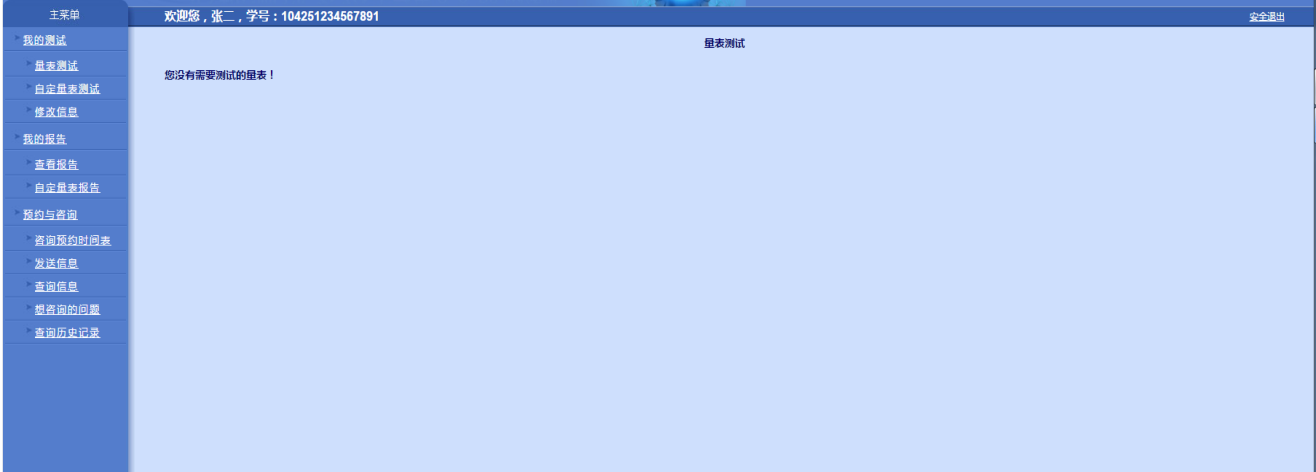 主菜单
欢迎您，张二，学号：104251234567891
安全退出
我的测试
量表测试
自定量表测试
修改信息
我的报告
查看报告
自定量表报告
预约与咨询
咨询预约时间表
发送信息
查询信息
想咨询的问题
查询历史记录
量表测试
您没有需要测试的量表！